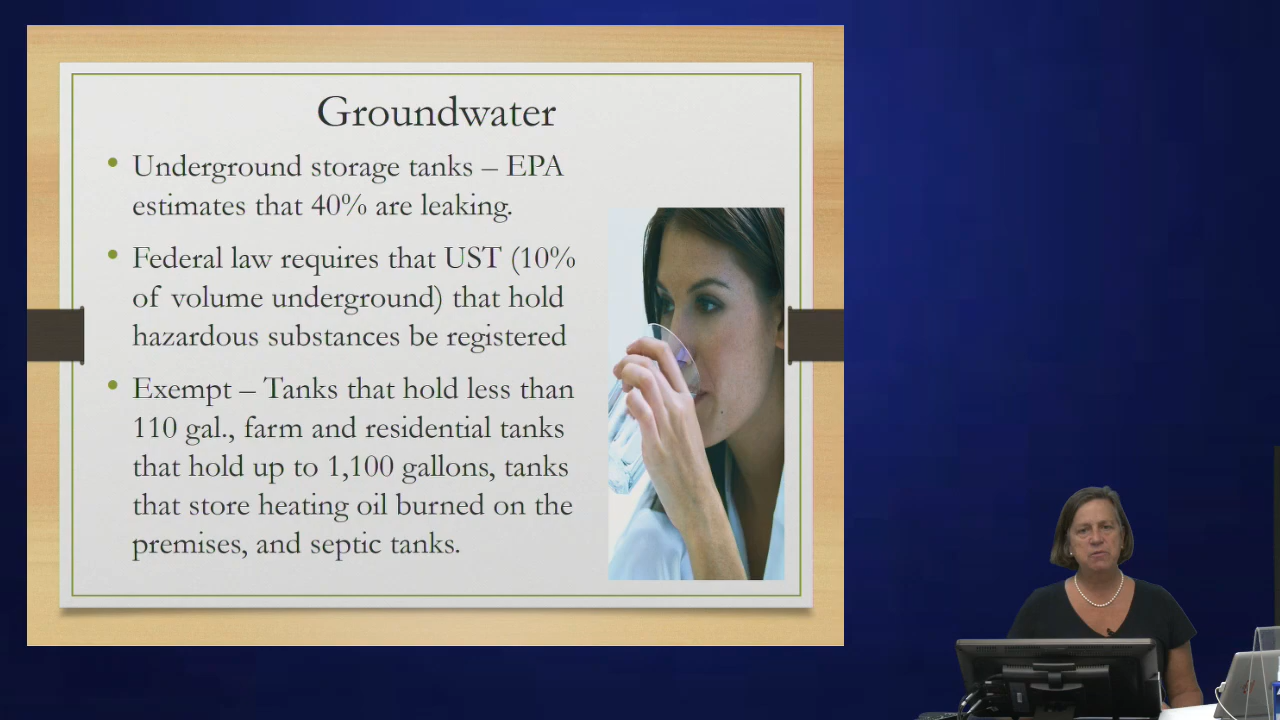 Groundwater
• Underground storage tanks – EPA
estimates that 40% are leaking.
• Federal law requires that UST (10%
of volume underground) that hold
hazardous substances be registered
• Exempt – Tanks that hold less than
110 gal., farm and residential tanks
that hold up to 1,100 gallons, tanks
that store heating oil burned on the
premises, and septic tanks.